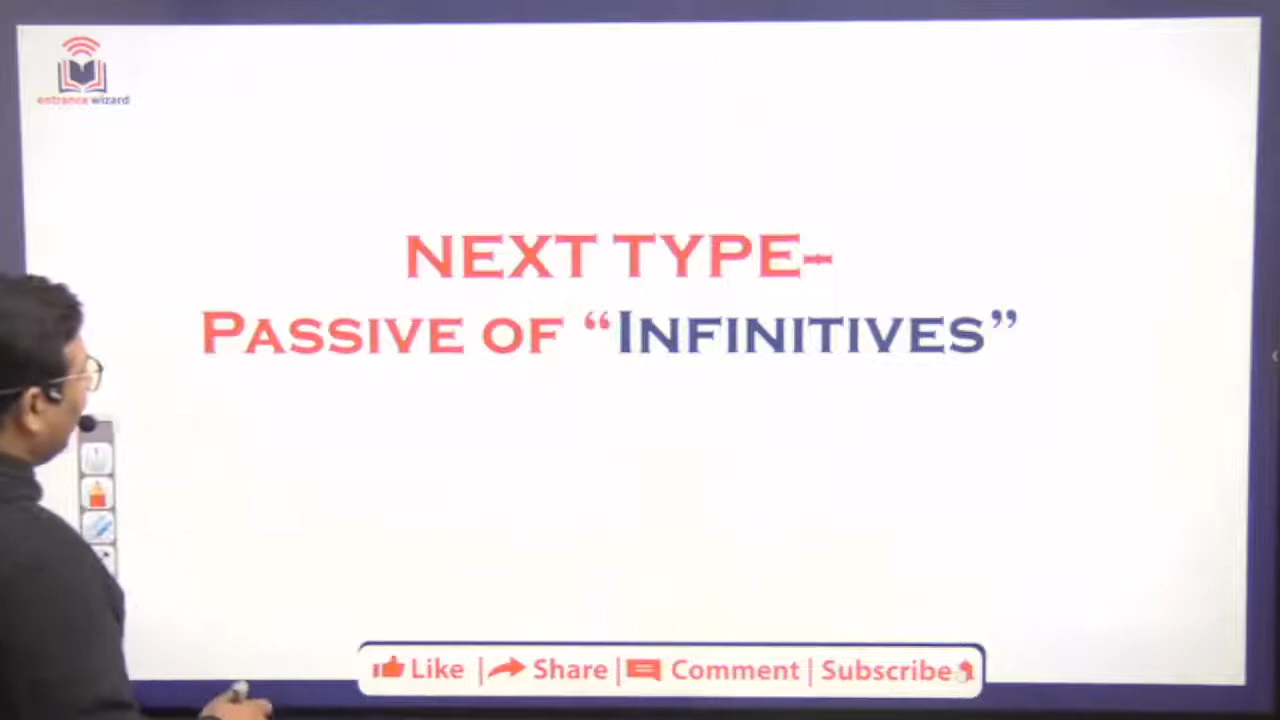 entrance wizard
NEXT TYPE-
PASSIVE OF “INFINITIVES”
Like | Share | Comment | Subscribe